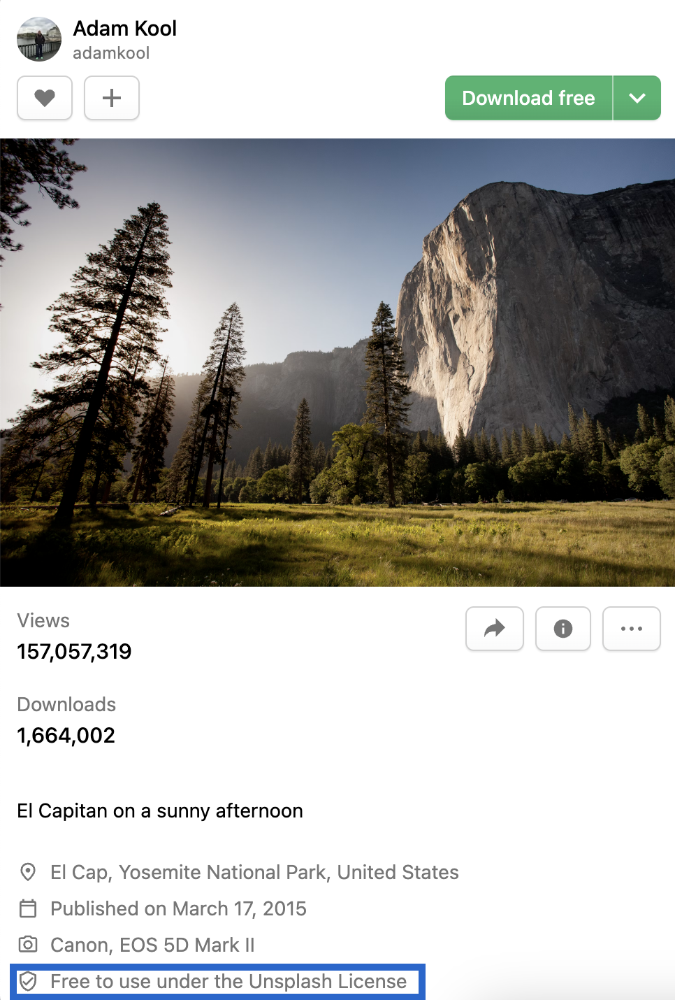 Adam Kool
adamkool
Download free
Views
157,057,319
Downloads
1,664,002
El Capitan on a sunny afternoon
El Cap, Yosemite National Park, United States
Published on March 17, 2015
Canon, EOS 5D Mark II
Free to use under the Unsplash License